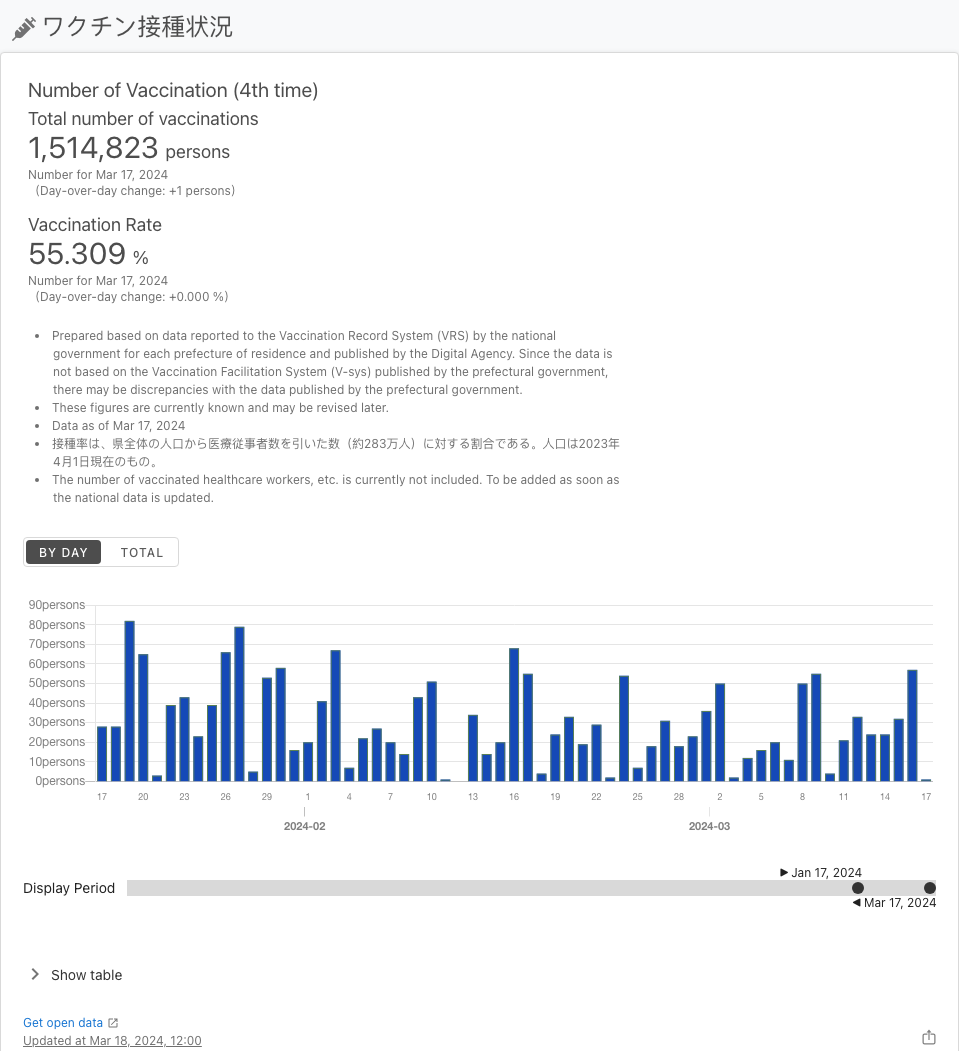 ワクチン接種状況
Number of Vaccination (4th time)
Total number of vaccinations
1,514,823 persons
Number for Mar 17, 2024
(Day-over-day change: +1 persons)
Vaccination Rate
55.309 %
Number for Mar 17, 2024
(Day-over-day change: +0.000 %)
• Prepared based on data reported to the Vaccination Record System (VRS) by the national
government for each prefecture of residence and published by the Digital Agency. Since the data is
not based on the Vaccination Facilitation System (V-sys) published by the prefectural government,
there may be discrepancies with the data published by the prefectural government.
• These figures are currently known and may be revised later.
• Data as of Mar 17, 2024
• 接種率は、県全体の人口から医療従事者数を引いた数（約283万人）に対する割合である。人口は2023年
4月1日現在のもの。
• The number of vaccinated healthcare workers, etc. is currently not included. To be added as soon as
the national data is updated.
BY DAY TOTAL
90persons
80persons
70persons
60persons
50persons
40persons
30persons
20persons
10persons
0persons
17 20 23 26 29 1 4 7 10 13 16 19 22 25 28 2 5 8 11 14 17
2024-02 2024-03
▶ Jan 17, 2024
Display Period
◀ Mar 17, 2024
Show table
Get open data
Updated at Mar 18, 2024, 12:00